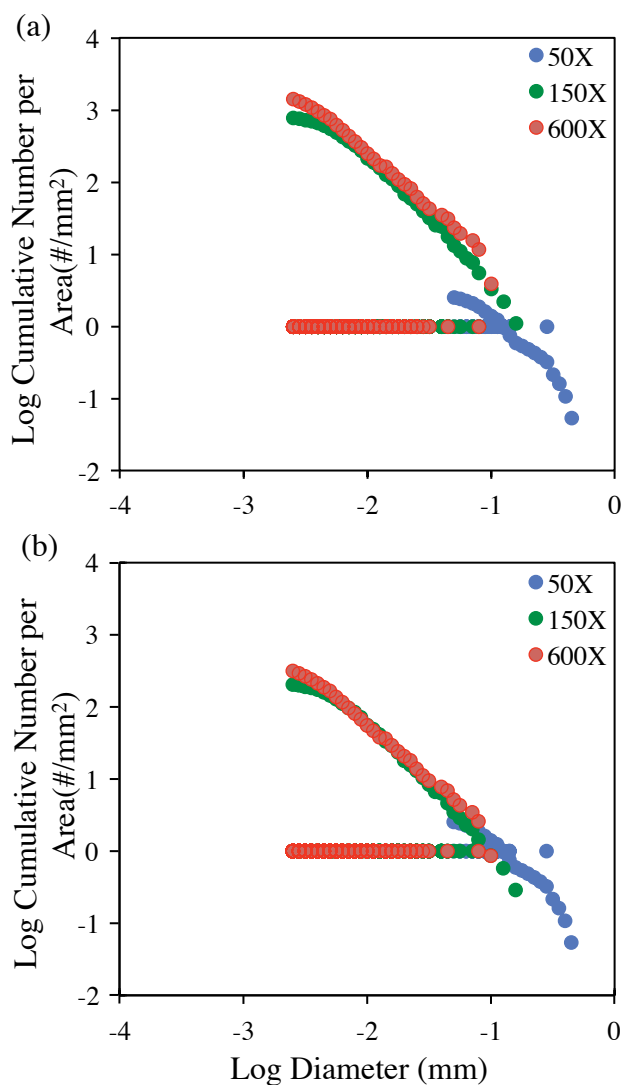 (a)
Log Cumulative Number per
Area(#/mm²)
4
3
2
1
0
-1
-2
-4
-3
-2
-1
0
50X
150X
600X
(b)
Log Cumulative Number per
Area(#/mm²)
4
3
2
1
0
-1
-2
-4
-3
-2
-1
0
50X
150X
600X
Log Diameter (mm)